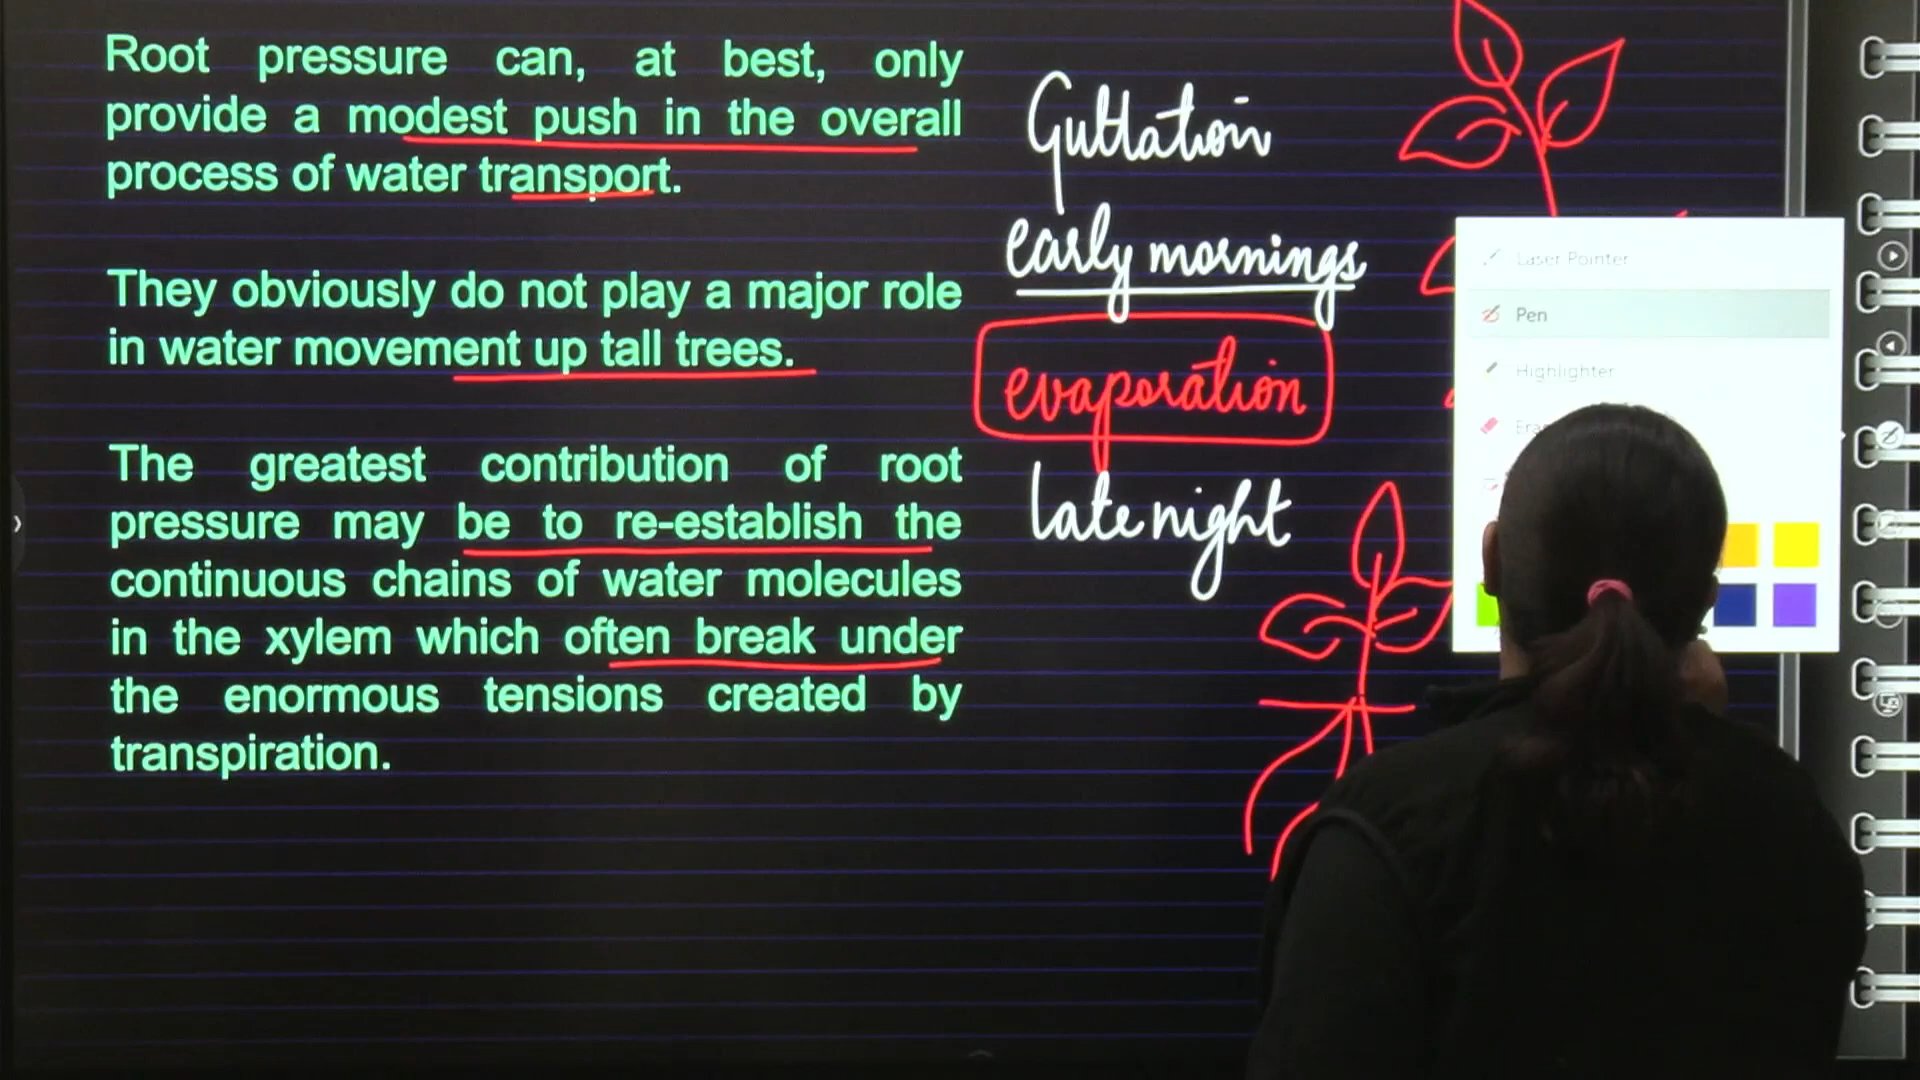 Root pressure can, at best, only
provide a modest push in the overall
process of water transport.
They obviously do not play a major role
in water movement up tall trees.
The greatest contribution of root
pressure may be to re-establish the
continuous chains of water molecules
in the xylem which often break under
the enormous tensions created by
transpiration.
Guttation
early mornings
evaporation
late night
Laser Pointer
Pen
Highlighter